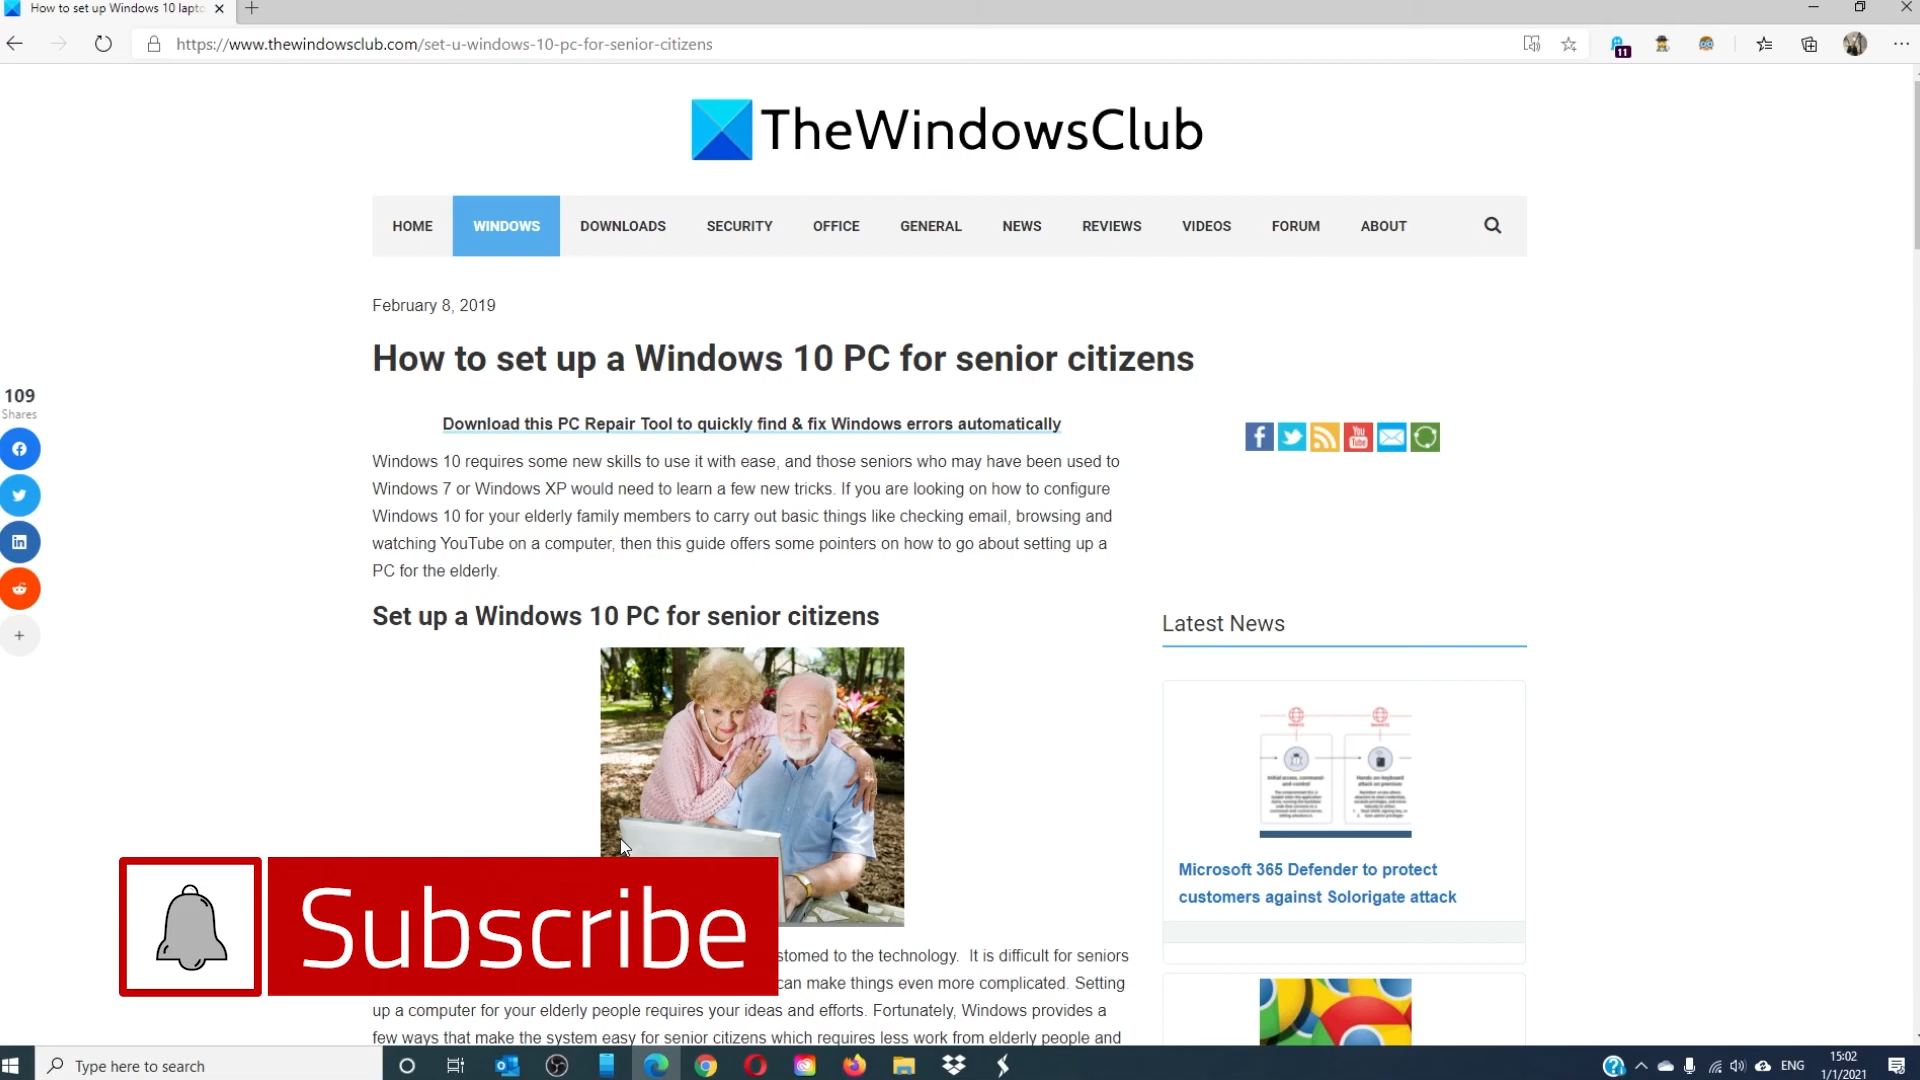 How to set up Windows 10 lapto
https://www.thewindowsclub.com/set-u-windows-10-pc-for-senior-citizens
11
TheWindowsClub
HOME WINDOWS DOWNLOADS SECURITY OFFICE GENERAL NEWS REVIEWS VIDEOS FORUM ABOUT
February 8, 2019
How to set up a Windows 10 PC for senior citizens
109
Shares
Download this PC Repair Tool to quickly find & fix Windows errors automatically
You
Tube
Windows 10 requires some new skills to use it with ease, and those seniors who may have been used to
Windows 7 or Windows XP would need to learn a few new tricks. If you are looking on how to configure
Windows 10 for your elderly family members to carry out basic things like checking email, browsing and
watching YouTube on a computer, then this guide offers some pointers on how to go about setting up a
PC for the elderly.
Set up a Windows 10 PC for senior citizens
Latest News
Microsoft 365 Defender to protect
customers against Solorigate attack
Subscribe
stomed to the technology. It is difficult for seniors
can make things even more complicated. Setting
up a computer for your elderly people requires your ideas and efforts. Fortunately, Windows provides a
few ways that make the system easy for senior citizens which requires less work from elderly people and
Type here to search
ENG
15:02
1/1/2021